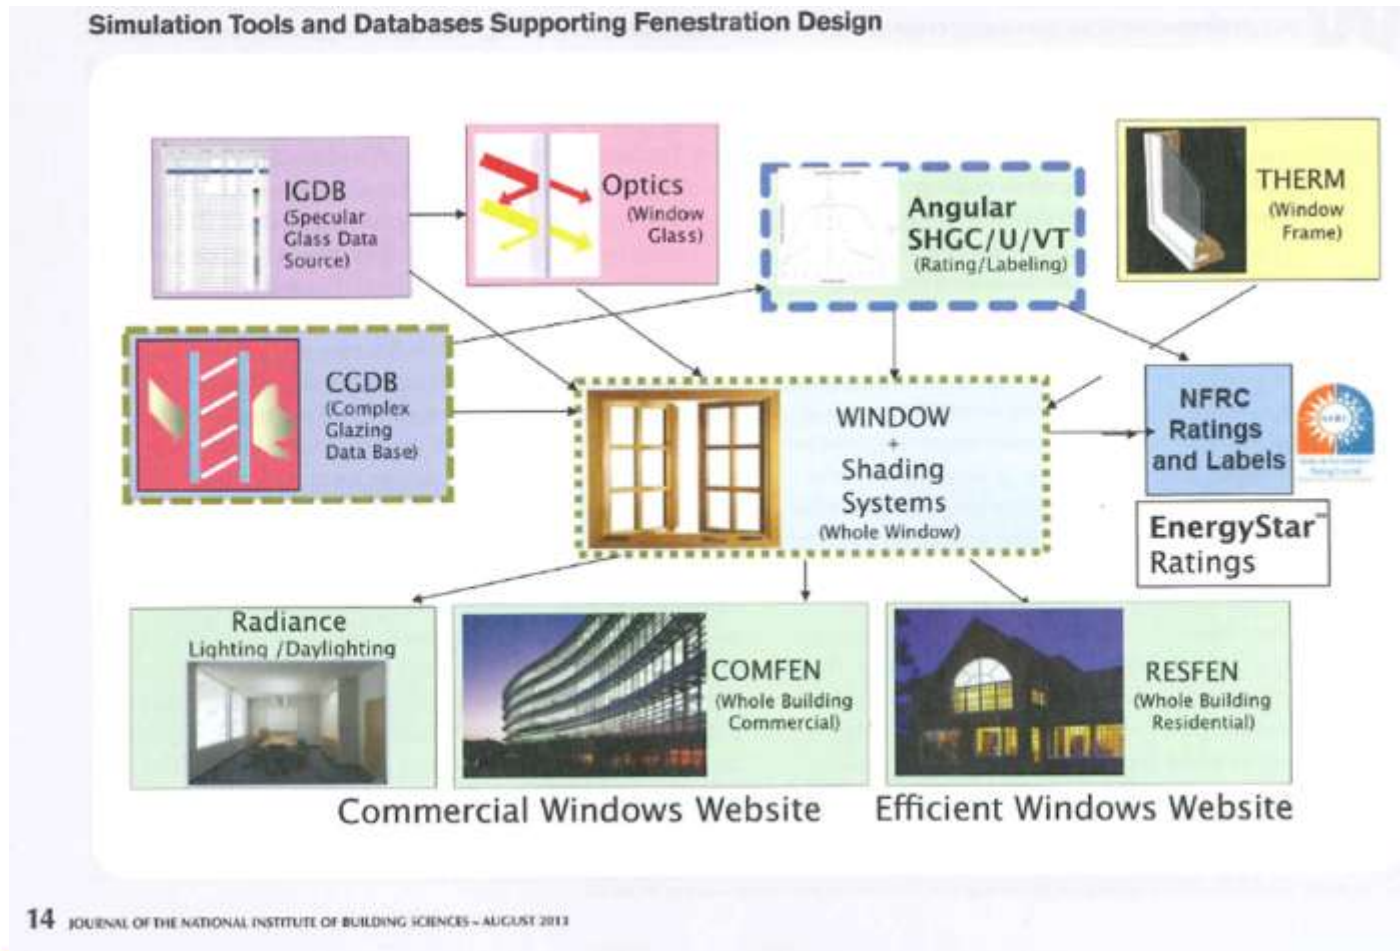 Simulation Tools and Databases Supporting Fenestration Design
IGDB
(Specular
Glass Data
Source)
Optics
(Window
Glass)
Angular
SHGC/U/VT
(Rating/Labeling)
THERM
(Window
Frame)
CGDB
(Complex
Glazing
Data Base)
WINDOW
+
Shading
Systems
(Whole Window)
NFRC
Ratings
and Labels
EnergyStar™
Ratings
Radiance
Lighting /Daylighting
COMFEN
(Whole Building
Commercial)
RESFEN
(Whole Building
Residential)
Commercial Windows Website
Efficient Windows Website
14 JOURNAL OF THE NATIONAL INSTITUTE OF BUILDING SCIENCES – AUGUST 2013